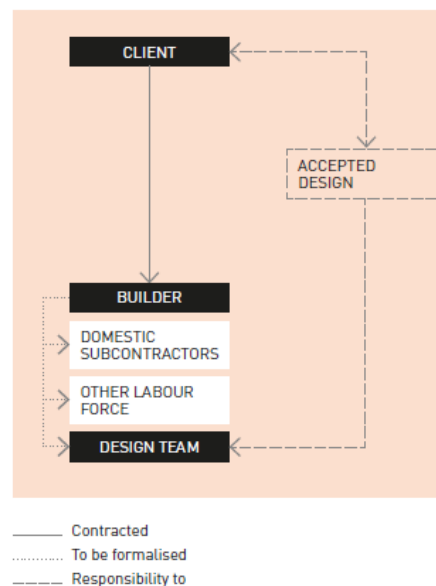 CLIENT
ACCEPTED
DESIGN
BUILDER
DOMESTIC
SUBCONTRACTORS
OTHER LABOUR
FORCE
DESIGN TEAM
Contracted
To be formalised
Responsibility to